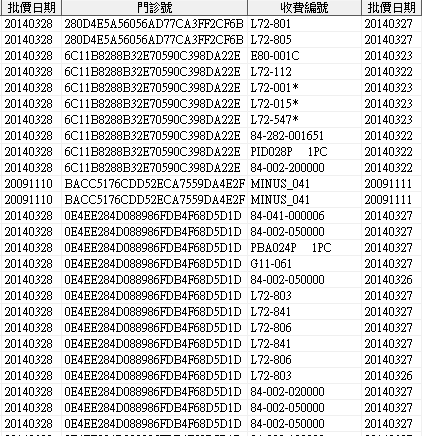 批價日期 門診號 收費編號 批價日期
20140328 280D4E5A56056AD77CA3FF2CF6B L72-801 20140327
20140328 280D4E5A56056AD77CA3FF2CF6B L72-805 20140327
20140328 6C11B8288B32E70590C398DA22E E80-001C 20140323
20140328 6C11B8288B32E70590C398DA22E L72-112 20140322
20140328 6C11B8288B32E70590C398DA22E L72-001* 20140323
20140328 6C11B8288B32E70590C398DA22E L72-015* 20140323
20140328 6C11B8288B32E70590C398DA22E L72-547* 20140323
20140328 6C11B8288B32E70590C398DA22E 84-282-001651 20140322
20140328 6C11B8288B32E70590C398DA22E PID028P 1PC 20140322
20140328 6C11B8288B32E70590C398DA22E 84-002-200000 20140322
20091110 BACC5176CDD52ECA7559DA4E2F MINUS_041 20091111
20091110 BACC5176CDD52ECA7559DA4E2F MINUS_041 20091111
20140328 0E4EE284D088986FDB4F68D5D1D 84-041-000006 20140327
20140328 0E4EE284D088986FDB4F68D5D1D 84-002-050000 20140327
20140328 0E4EE284D088986FDB4F68D5D1D PBA024P 1PC 20140327
20140328 0E4EE284D088986FDB4F68D5D1D G11-061 20140327
20140328 0E4EE284D088986FDB4F68D5D1D 84-002-050000 20140326
20140328 0E4EE284D088986FDB4F68D5D1D L72-803 20140327
20140328 0E4EE284D088986FDB4F68D5D1D L72-841 20140327
20140328 0E4EE284D088986FDB4F68D5D1D L72-806 20140327
20140328 0E4EE284D088986FDB4F68D5D1D L72-841 20140327
20140328 0E4EE284D088986FDB4F68D5D1D L72-806 20140327
20140328 0E4EE284D088986FDB4F68D5D1D L72-803 20140326
20140328 0E4EE284D088986FDB4F68D5D1D 84-002-020000 20140327
20140328 0E4EE284D088986FDB4F68D5D1D 84-002-050000 20140327
20140328 0E4EE284D088986FDB4F68D5D1D 84-002-050000 20140327